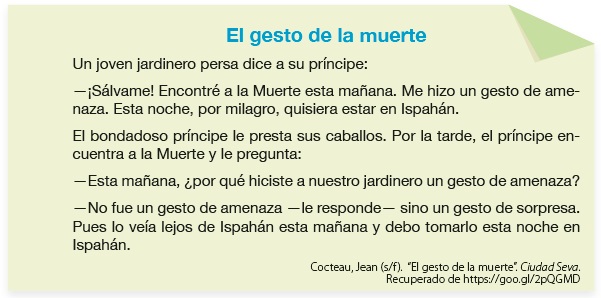 El gesto de la muerte
Un joven jardinero persa dice a su príncipe:
—¡Sálvame! Encontré a la Muerte esta mañana. Me hizo un gesto de ame-
naza. Esta noche, por milagro, quisiera estar en Ispahán.
El bondadoso príncipe le presta sus caballos. Por la tarde, el príncipe en-
cuentra a la Muerte y le pregunta:
—Esta mañana, ¿por qué hiciste a nuestro jardinero un gesto de amenaza?
—No fue un gesto de amenaza —le responde— sino un gesto de sorpresa.
Pues lo veía lejos de Ispahán esta mañana y debo tomarlo esta noche en
Ispahán.
Cocteau, Jean (s/f). “El gesto de la muerte”. Ciudad Seva.
Recuperado de https://goo.gl/2pQGMD